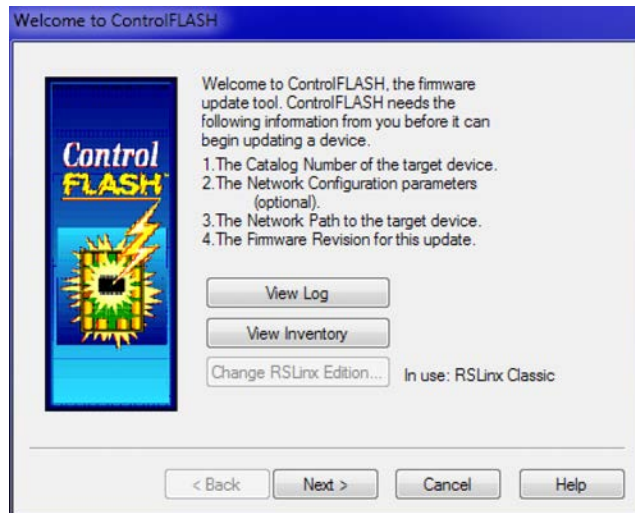 Welcome to ControlFLASH
Welcome to ControlFLASH, the firmware
update tool. ControlFLASH needs the
following information from you before it can
begin updating a device.
1.The Catalog Number of the target device.
2.The Network Configuration parameters
(optional).
3.The Network Path to the target device.
4.The Firmware Revision for this update.
Control
FLASH
View Log
View Inventory
Change RSLinx Edition... In use: RSLinx Classic
< Back Next > Cancel Help